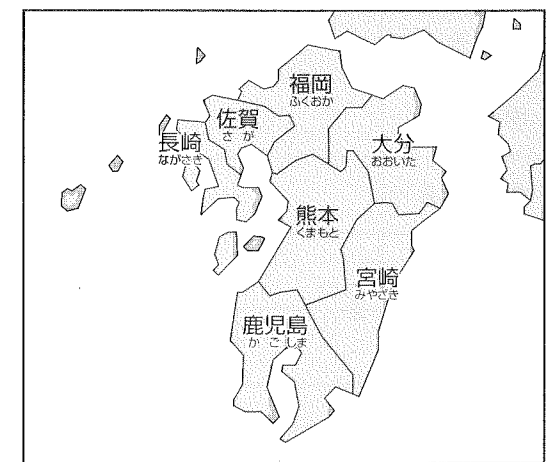 福岡
ふくおか
佐賀
さが
長崎
ながさき
大分
おおいた
熊本
くまもと
宮崎
みやざき
鹿児島
かごしま